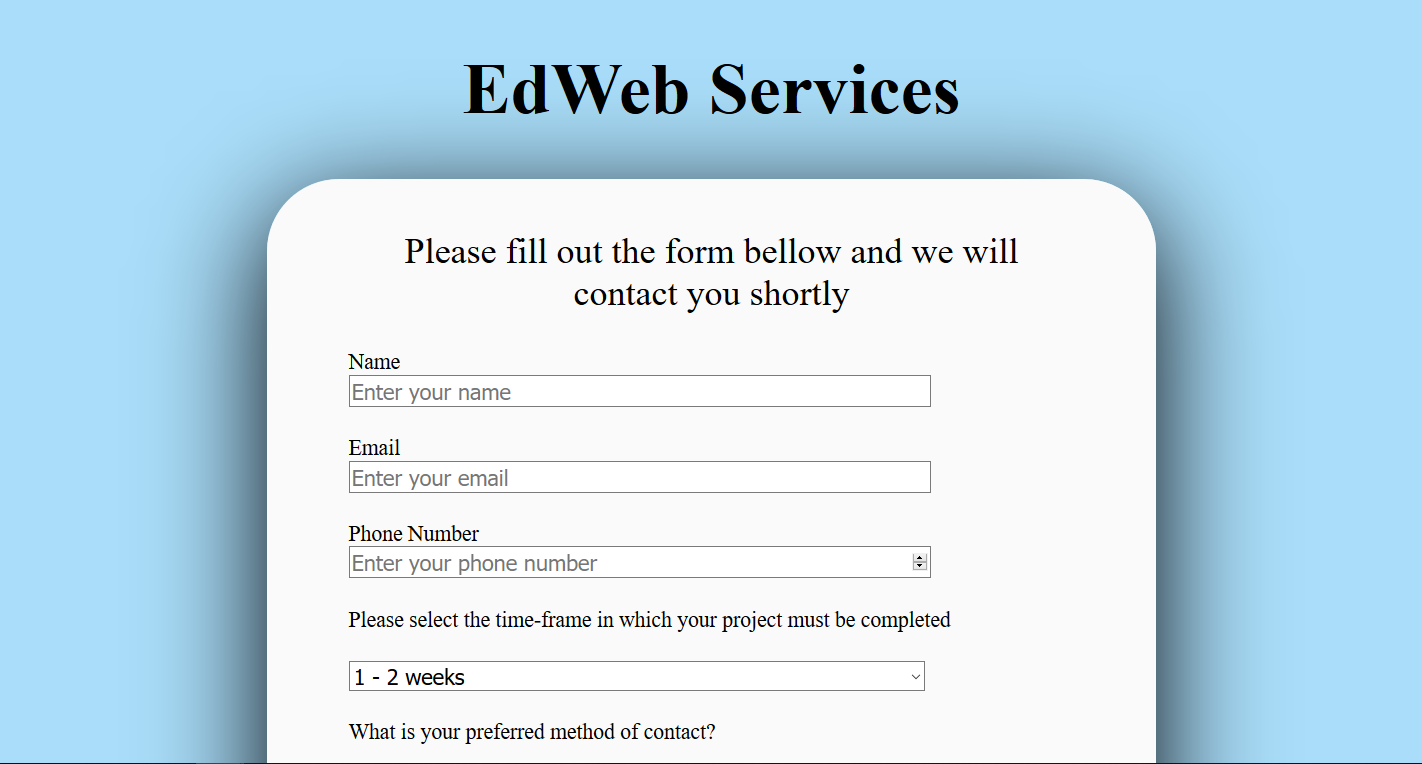 EdWeb Services
Please fill out the form bellow and we will
contact you shortly
Name
Enter your name
Email
Enter your email
Phone Number
Enter your phone number
Please select the time-frame in which your project must be completed
1 - 2 weeks
What is your preferred method of contact?